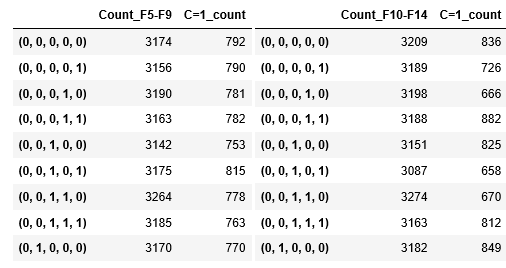 Count_F5-F9 C=1_count Count_F10-F14 C=1_count
(0, 0, 0, 0, 0) 3174 792 (0, 0, 0, 0, 0) 3209 836
(0, 0, 0, 0, 1) 3156 790 (0, 0, 0, 0, 1) 3189 726
(0, 0, 0, 1, 0) 3190 781 (0, 0, 0, 1, 0) 3198 666
(0, 0, 0, 1, 1) 3163 782 (0, 0, 0, 1, 1) 3188 882
(0, 0, 1, 0, 0) 3142 753 (0, 0, 1, 0, 0) 3151 825
(0, 0, 1, 0, 1) 3175 815 (0, 0, 1, 0, 1) 3087 658
(0, 0, 1, 1, 0) 3264 778 (0, 0, 1, 1, 0) 3274 670
(0, 0, 1, 1, 1) 3185 763 (0, 0, 1, 1, 1) 3163 812
(0, 1, 0, 0, 0) 3170 770 (0, 1, 0, 0, 0) 3182 849